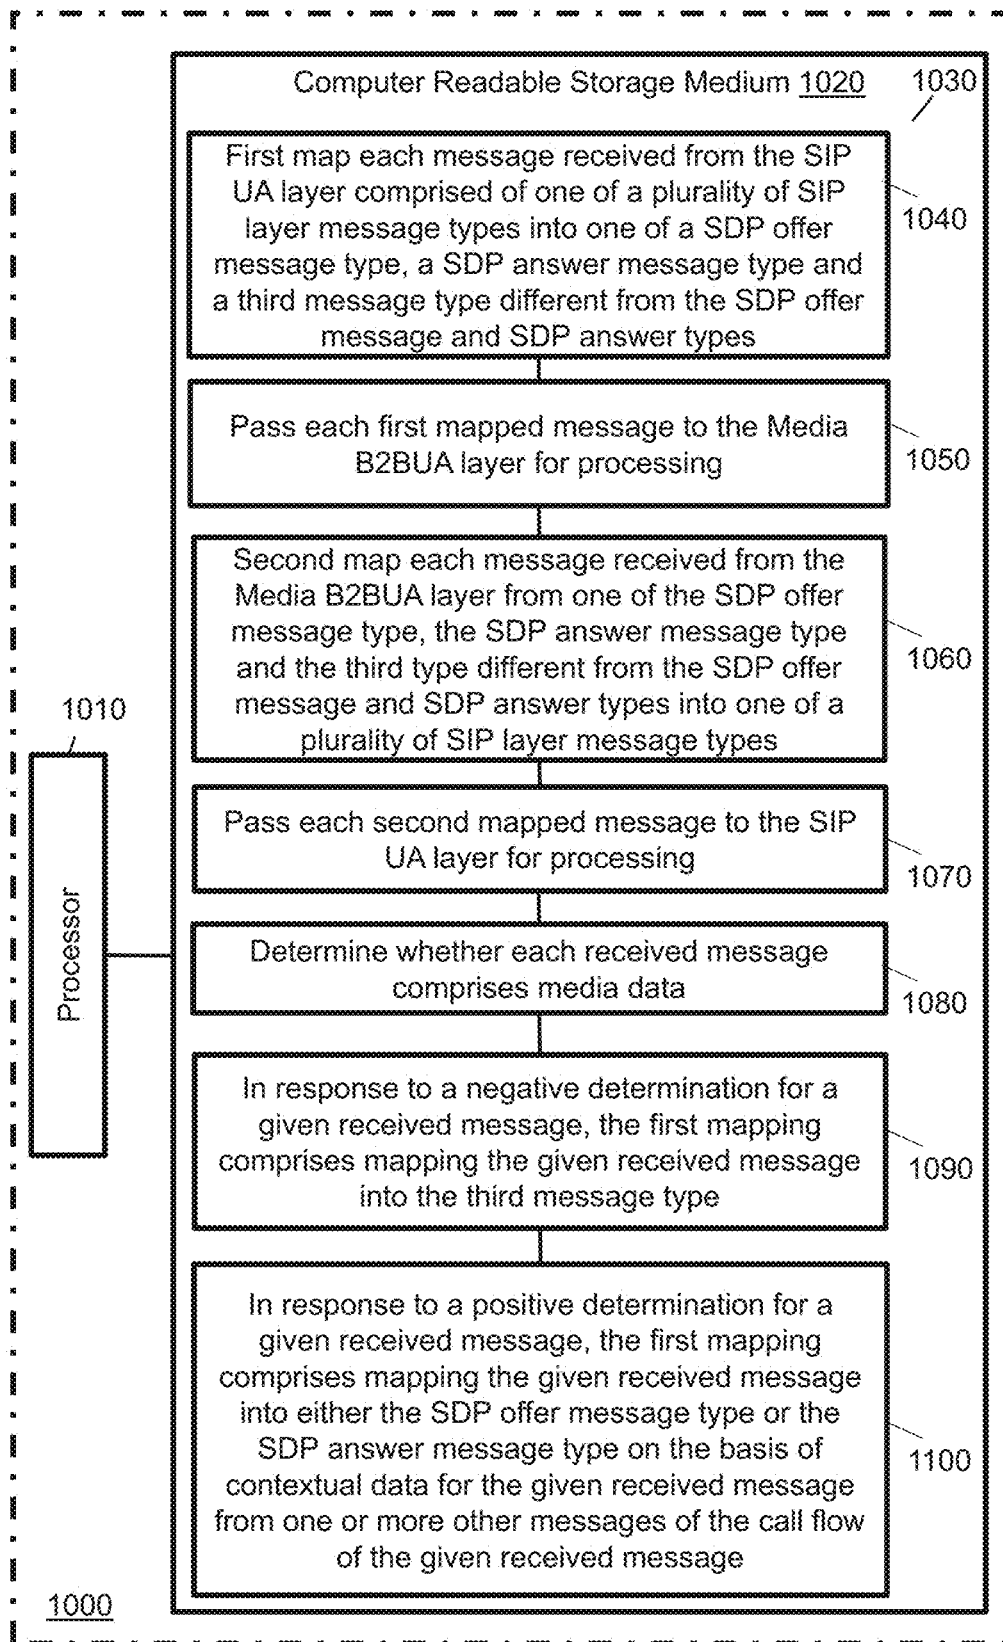 Computer Readable Storage Medium 1020
1030
First map each message received from the SIP
UA layer comprised of one of a plurality of SIP
layer message types into one of a SDP offer
message type, a SDP answer message type and
a third message type different from the SDP offer
message and SDP answer types
1040
Pass each first mapped message to the Media
B2BUA layer for processing
1050
Second map each message received from the
Media B2BUA layer from one of the SDP offer
message type, the SDP answer message type
and the third type different from the SDP offer
message and SDP answer types into one of a
plurality of SIP layer message types
1060
1010
Processor
Pass each second mapped message to the SIP
UA layer for processing
1070
Determine whether each received message
comprises media data
1080
In response to a negative determination for a
given received message, the first mapping
comprises mapping the given received message
into the third message type
1090
In response to a positive determination for a
given received message, the first mapping
comprises mapping the given received message
into either the SDP offer message type or the
SDP answer message type on the basis of
contextual data for the given received message
from one or more other messages of the call flow
of the given received message
1100
1000